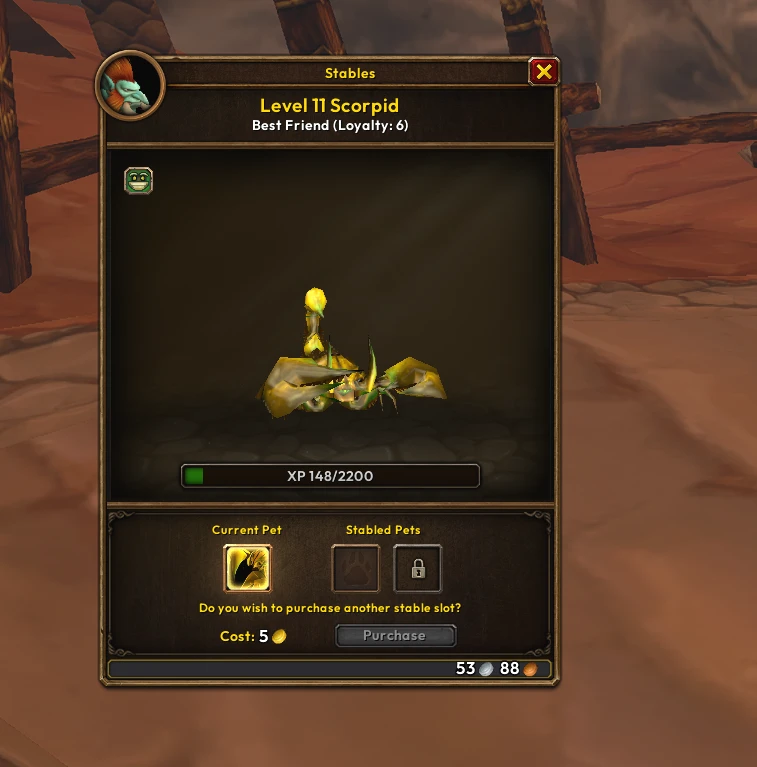 Stables
Level 11 Scorpid
Best Friend (Loyalty: 6)
XP 148/2200
Current Pet
Stabled Pets
Do you wish to purchase another stable slot?
Cost: 5
Purchase
53 88